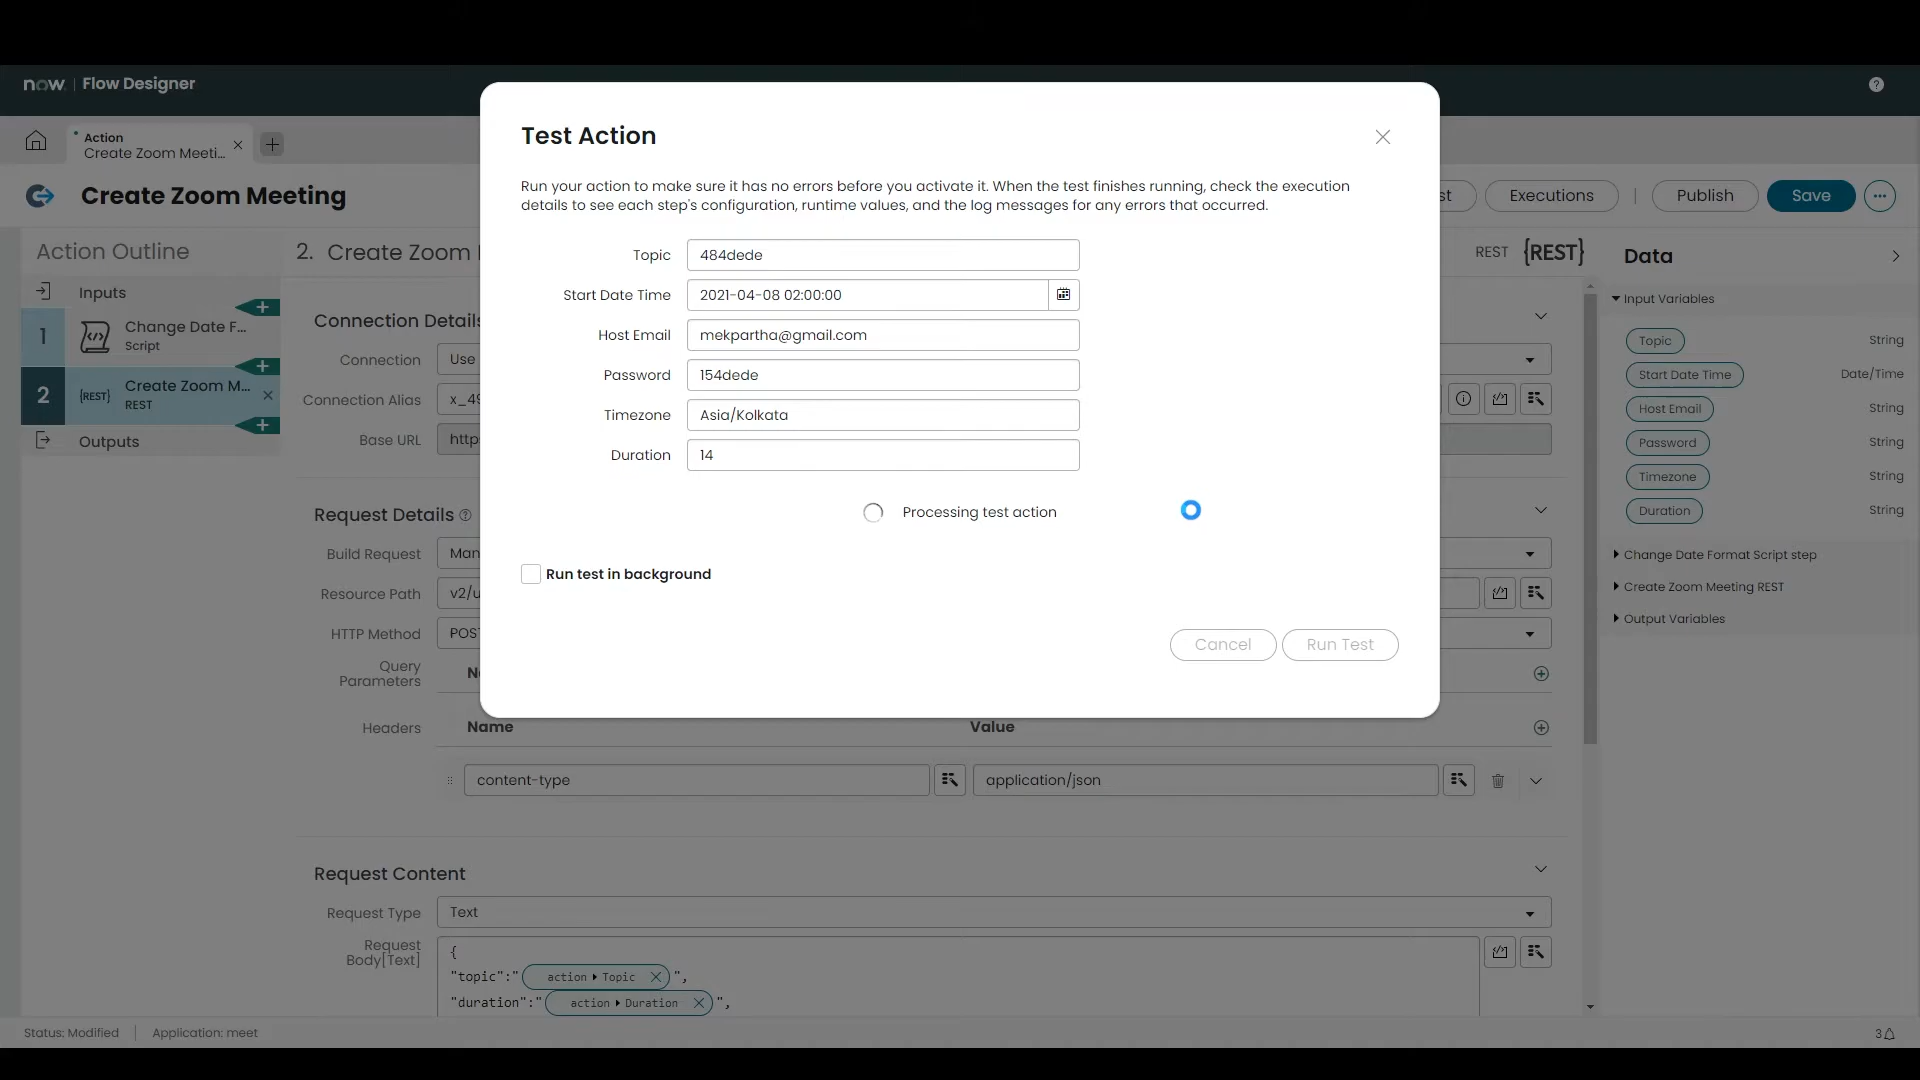 now. | Flow Designer
?
Action
Create Zoom Meeti...
Create Zoom Meeting
Executions
Publish
Save
Action Outline
Inputs
1
Change Date F...
Script
2
{REST}
Create Zoom M...
REST
Outputs
2. Create Zoom
REST {REST}
Connection Details
Connection
Use
Connection Alias
x_49
Base URL
http
Request Details
Build Request
Man
Resource Path
v2/u
HTTP Method
POST
Query
Parameters
Headers
Name
Value
content-type
application/json
Request Content
Request Type
Text
Request
Body[Text]
{
"topic":" action ▸ Topic ",
"duration":" action ▸ Duration ",
Test Action
Run your action to make sure it has no errors before you activate it. When the test finishes running, check the execution
details to see each step's configuration, runtime values, and the log messages for any errors that occurred.
Topic
484dede
Start Date Time
2021-04-08 02:00:00
Host Email
mekpartha@gmail.com
Password
154dede
Timezone
Asia/Kolkata
Duration
14
Processing test action
Run test in background
Cancel
Run Test
Data
Input Variables
Topic String
Start Date Time Date/Time
Host Email String
Password String
Timezone String
Duration String
Change Date Format Script step
Create Zoom Meeting REST
Output Variables
Status: Modified
Application: meet
3